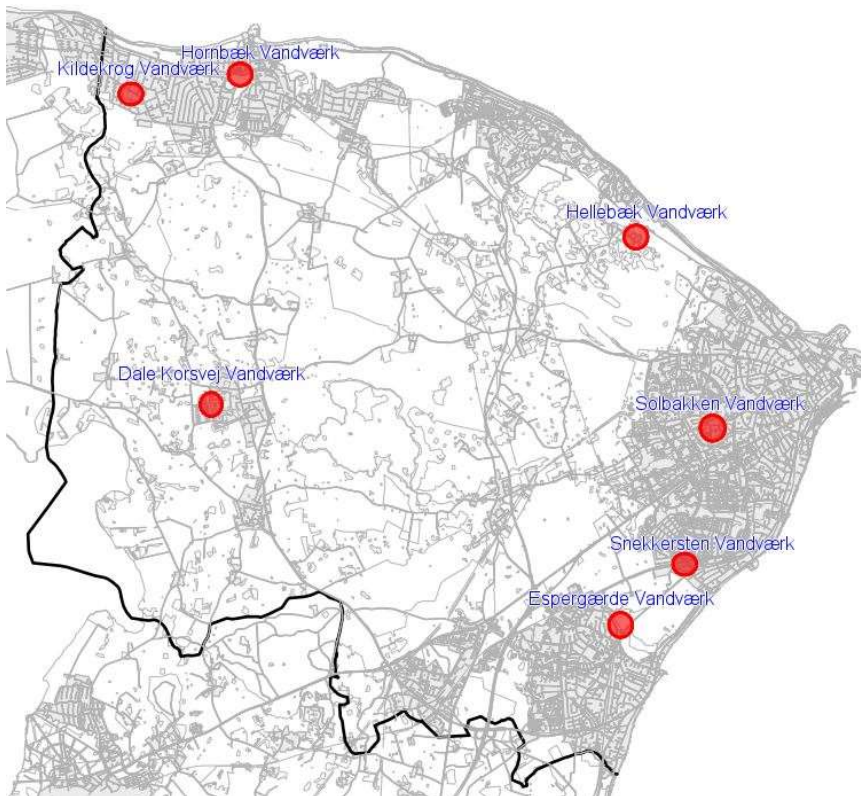 Hornbæk Vandværk
Kildekrog Vandværk
Hellebæk Vandværk
Dale Korsvej Vandværk
Solbakken Vandværk
Snekkersten Vandværk
Espergærde Vandværk